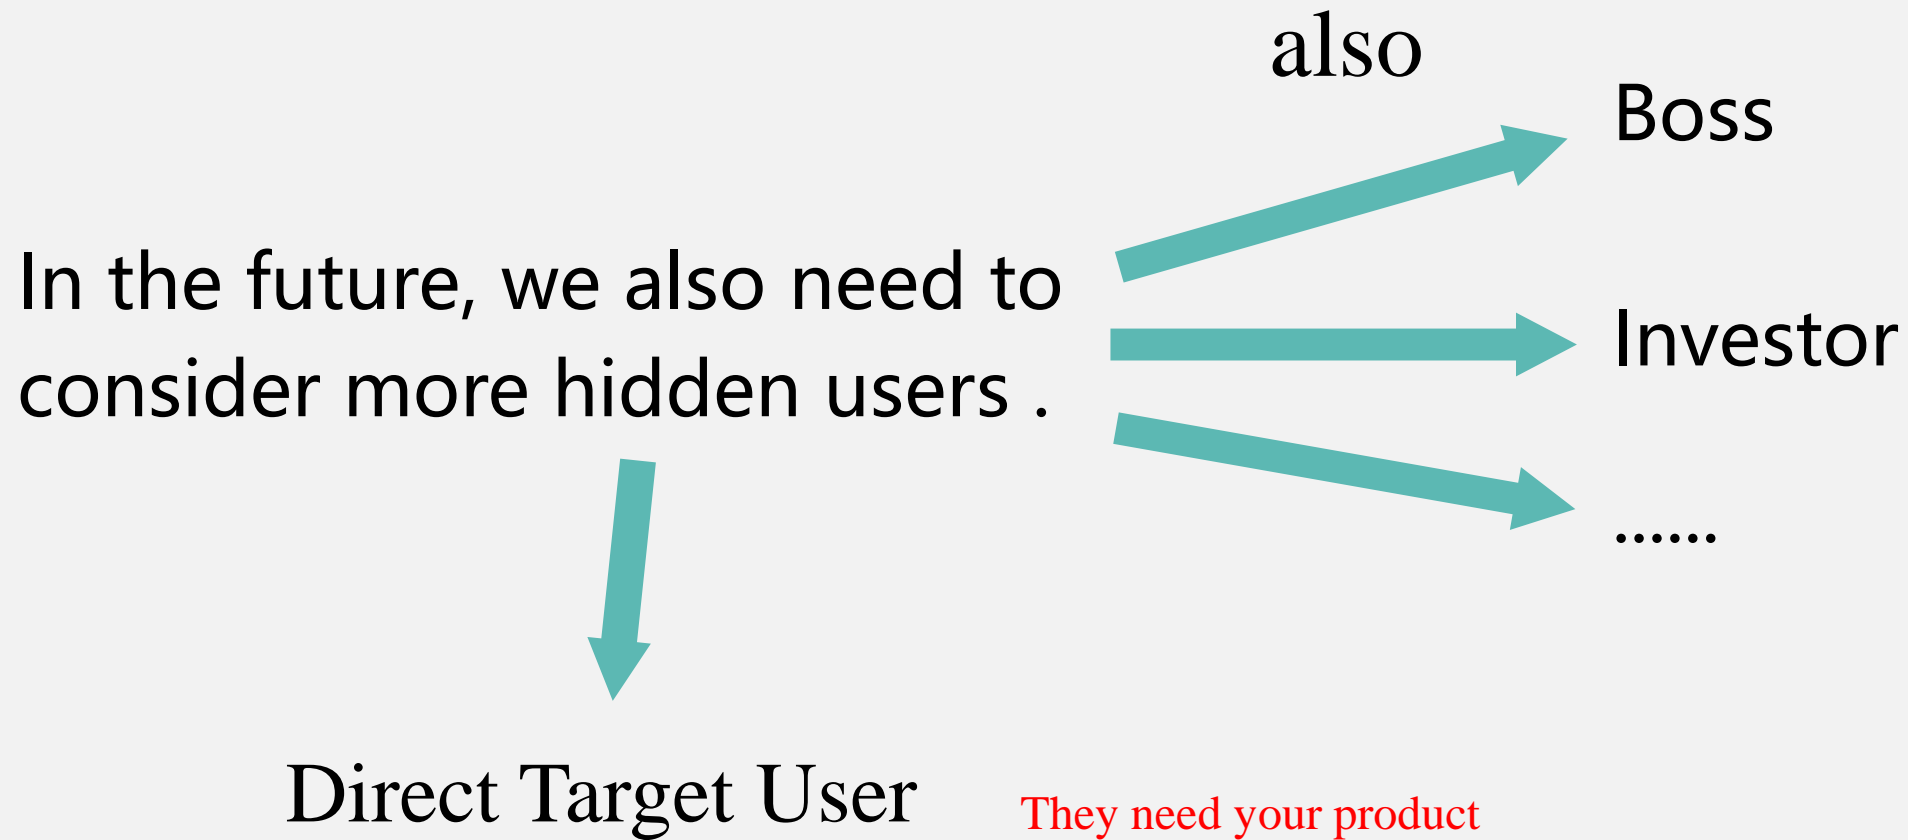 also
Boss
In the future, we also need to
consider more hidden users .
Investor
......
Direct Target User
They need your product